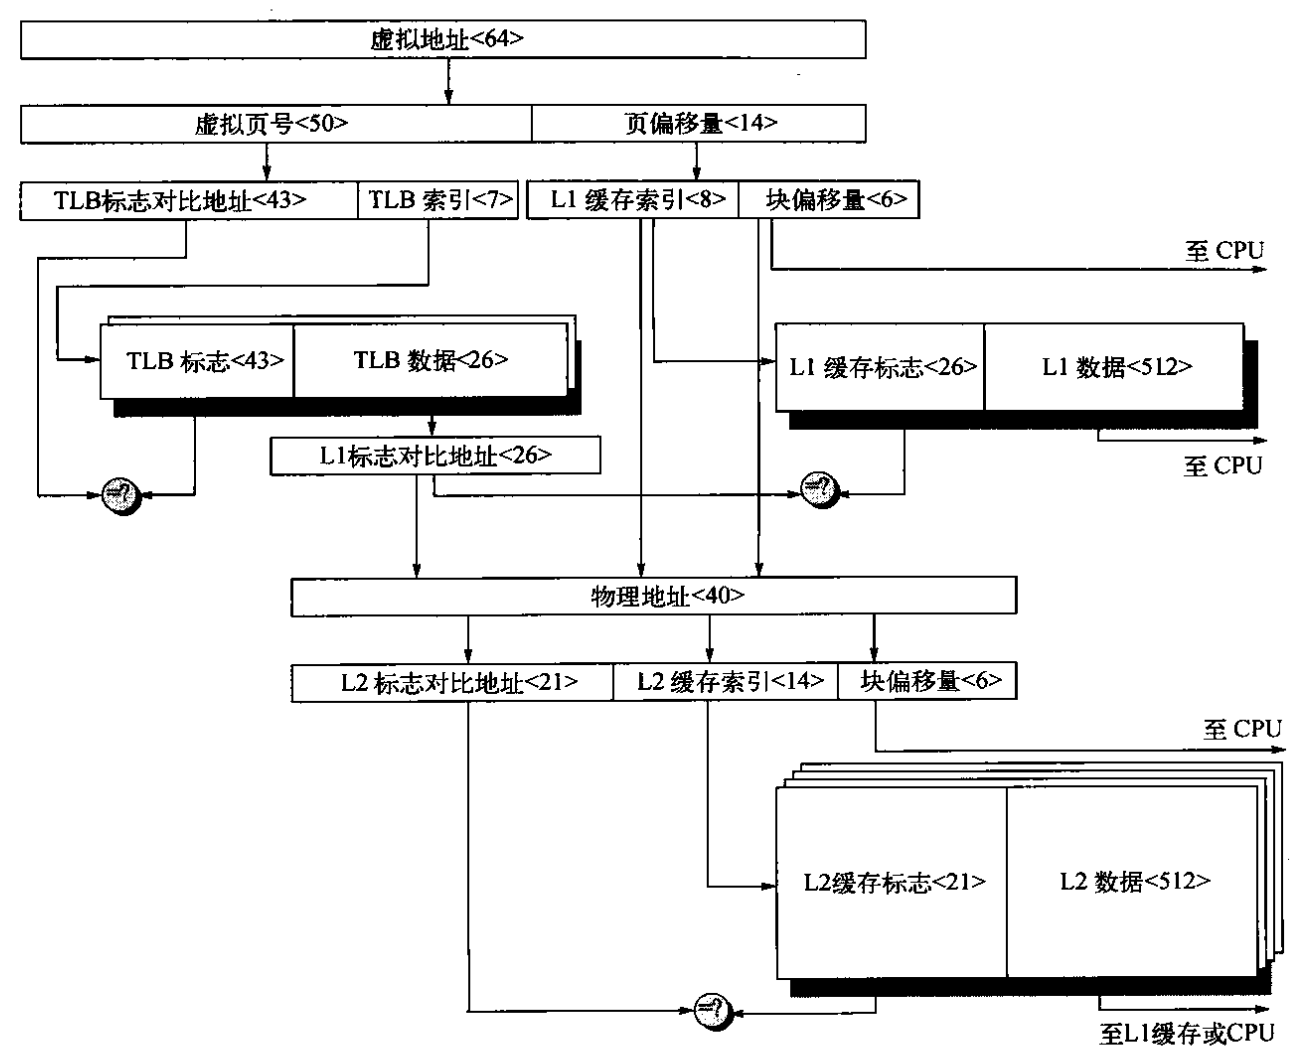 虚拟地址<64>
虚拟页号<50> 页偏移量<14>
TLB标志对比地址<43> TLB 索引<7> L1 缓存索引<8> 块偏移量<6>
至 CPU
TLB 标志<43> TLB 数据<26> L1 缓存标志<26> L1 数据<512>
L1标志对比地址<26>
至 CPU
=? =?
物理地址<40>
L2 标志对比地址<21> L2 缓存索引<14> 块偏移量<6>
至 CPU
L2缓存标志<21> L2 数据<512>
=?
至L1缓存或CPU